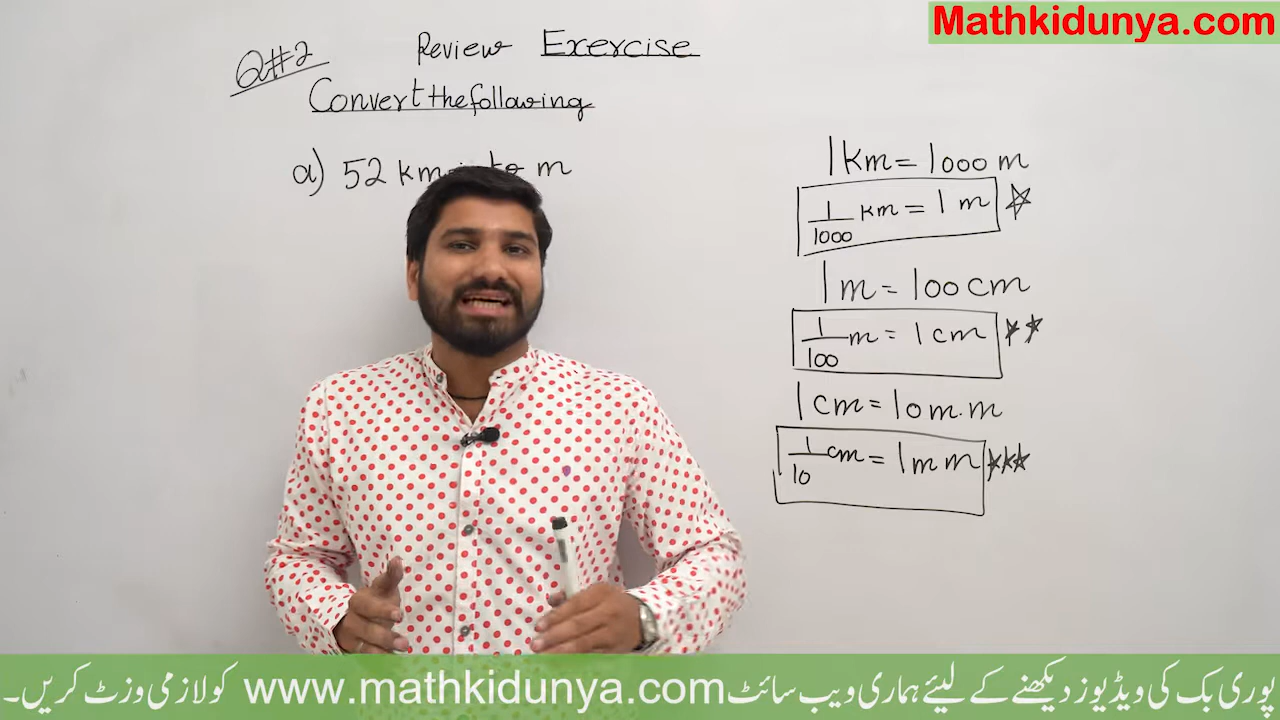 Mathkidunya.com
Q#2 Review Exercise
Convert the following
a) 52 km into m
1 km = 1000 m
1/1000 km = 1 m
1 m = 100 cm
1/100 m = 1 cm
1 cm = 10 m.m
1/10 cm = 1 mm
پوری بک کی ویڈیوز دیکھنے کے لیئے ہماری ویب سائٹ www.mathkidunya.com کو لازمی وزٹ کریں۔